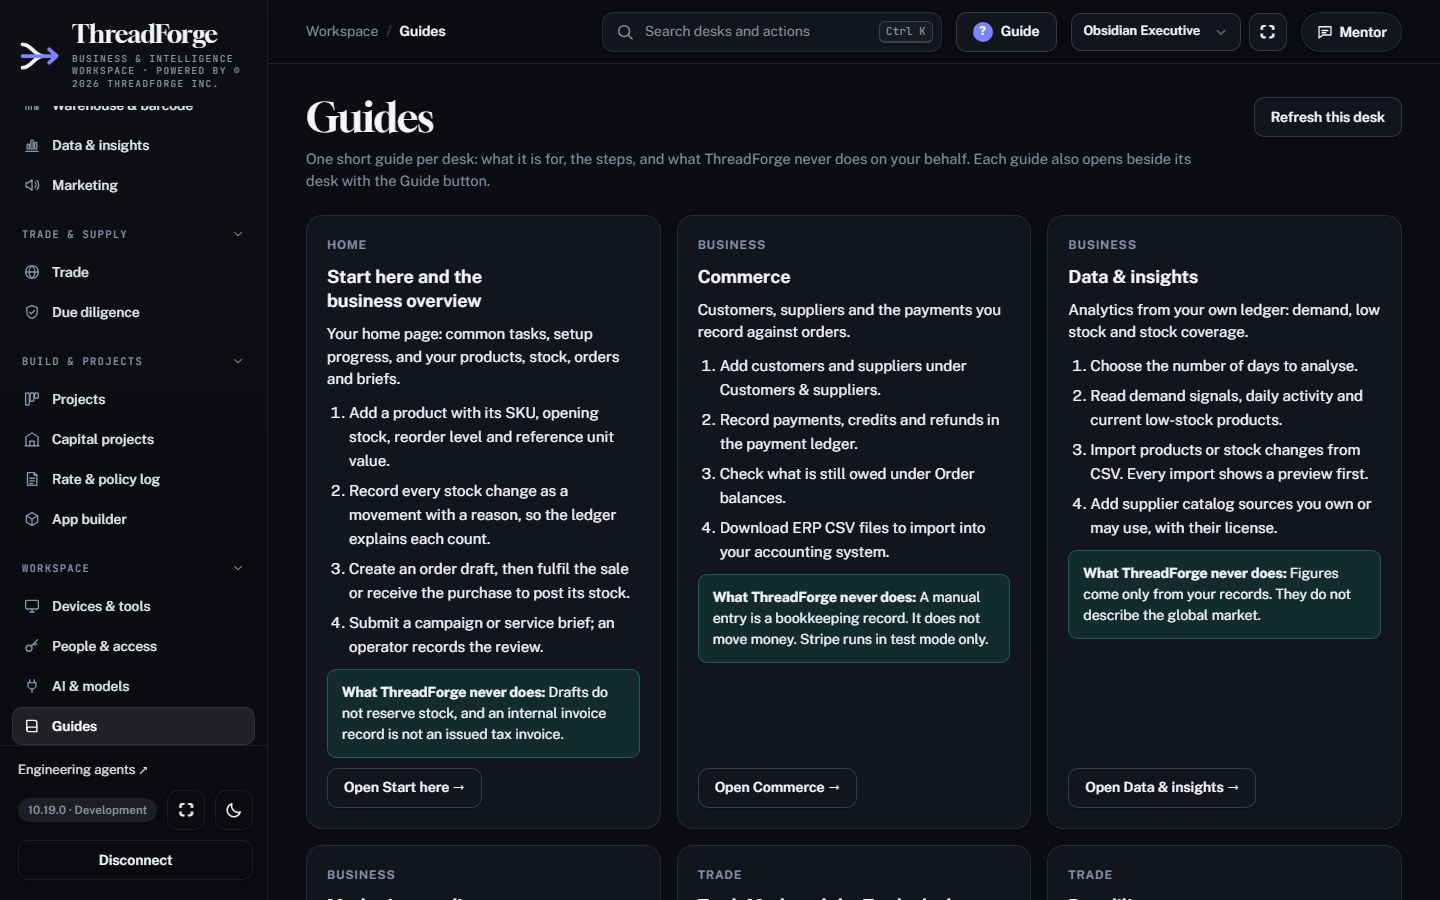 ThreadForge
BUSINESS & INTELLIGENCE
WORKSPACE · POWERED BY ©
2026 THREADFORGE INC.
Warehouse & barcode
Data & insights
Marketing
TRADE & SUPPLY
Trade
Due diligence
BUILD & PROJECTS
Projects
Capital projects
Rate & policy log
App builder
WORKSPACE
Devices & tools
People & access
AI & models
Guides
Engineering agents ↗
10.19.0 · Development
Disconnect
Workspace / Guides
Search desks and actions
Ctrl K
? Guide
Obsidian Executive
Mentor
Guides
Refresh this desk
One short guide per desk: what it is for, the steps, and what ThreadForge never does on your behalf. Each guide also opens beside its
desk with the Guide button.
HOME
Start here and the
business overview
Your home page: common tasks, setup
progress, and your products, stock, orders
and briefs.
1. Add a product with its SKU, opening
stock, reorder level and reference unit
value.
2. Record every stock change as a
movement with a reason, so the ledger
explains each count.
3. Create an order draft, then fulfil the sale
or receive the purchase to post its stock.
4. Submit a campaign or service brief; an
operator records the review.
What ThreadForge never does: Drafts do
not reserve stock, and an internal invoice
record is not an issued tax invoice.
Open Start here →
BUSINESS
Commerce
Customers, suppliers and the payments you
record against orders.
1. Add customers and suppliers under
Customers & suppliers.
2. Record payments, credits and refunds in
the payment ledger.
3. Check what is still owed under Order
balances.
4. Download ERP CSV files to import into
your accounting system.
What ThreadForge never does: A manual
entry is a bookkeeping record. It does not
move money. Stripe runs in test mode only.
Open Commerce →
BUSINESS
Data & insights
Analytics from your own ledger: demand, low
stock and stock coverage.
1. Choose the number of days to analyse.
2. Read demand signals, daily activity and
current low-stock products.
3. Import products or stock changes from
CSV. Every import shows a preview first.
4. Add supplier catalog sources you own or
may use, with their license.
What ThreadForge never does: Figures
come only from your records. They do not
describe the global market.
Open Data & insights →
BUSINESS
TRADE
TRADE